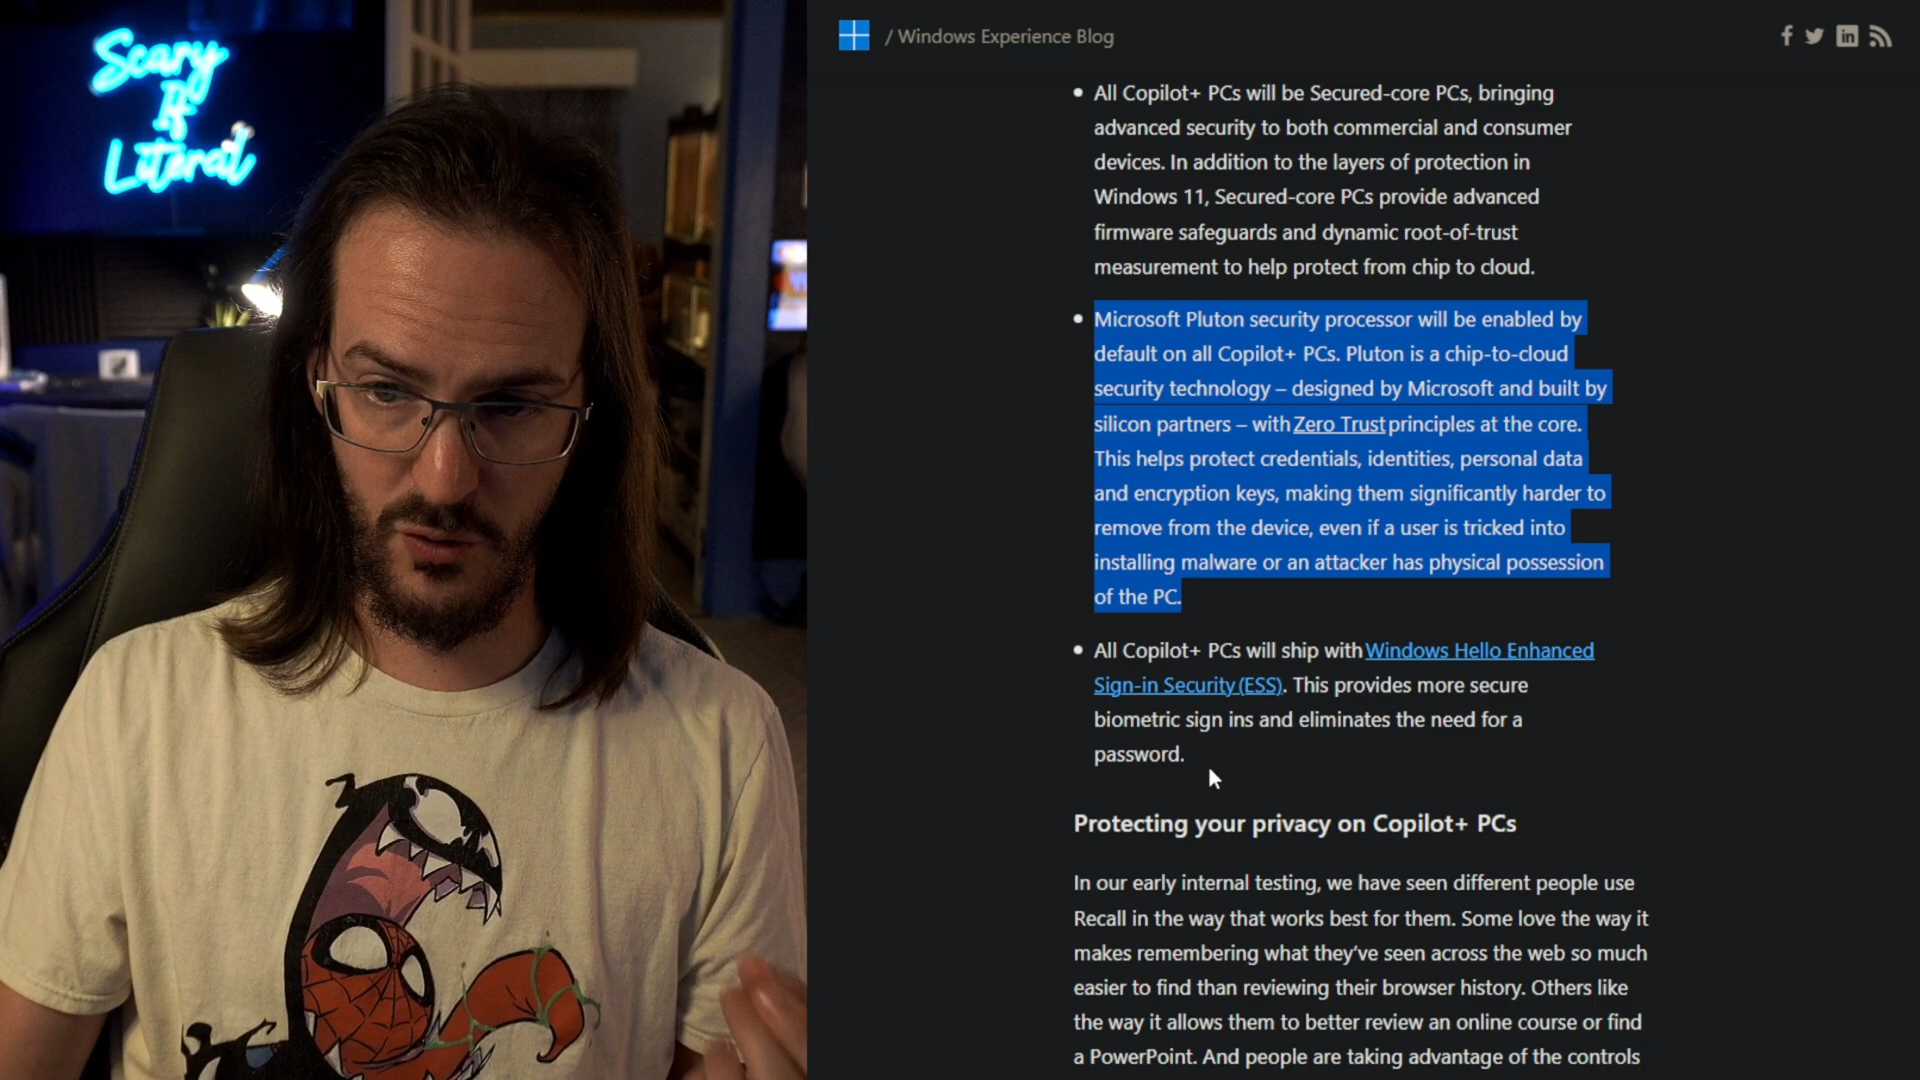 Scary
It's
Literal
/ Windows Experience Blog
All Copilot+ PCs will be Secured-core PCs, bringing
advanced security to both commercial and consumer
devices. In addition to the layers of protection in
Windows 11, Secured-core PCs provide advanced
firmware safeguards and dynamic root-of-trust
measurement to help protect from chip to cloud.
Microsoft Pluton security processor will be enabled by
default on all Copilot+ PCs. Pluton is a chip-to-cloud
security technology – designed by Microsoft and built by
silicon partners – with Zero Trust principles at the core.
This helps protect credentials, identities, personal data
and encryption keys, making them significantly harder to
remove from the device, even if a user is tricked into
installing malware or an attacker has physical possession
of the PC.
All Copilot+ PCs will ship with Windows Hello Enhanced
Sign-in Security (ESS). This provides more secure
biometric sign ins and eliminates the need for a
password.
Protecting your privacy on Copilot+ PCs
In our early internal testing, we have seen different people use
Recall in the way that works best for them. Some love the way it
makes remembering what they've seen across the web so much
easier to find than reviewing their browser history. Others like
the way it allows them to better review an online course or find
a PowerPoint. And people are taking advantage of the controls